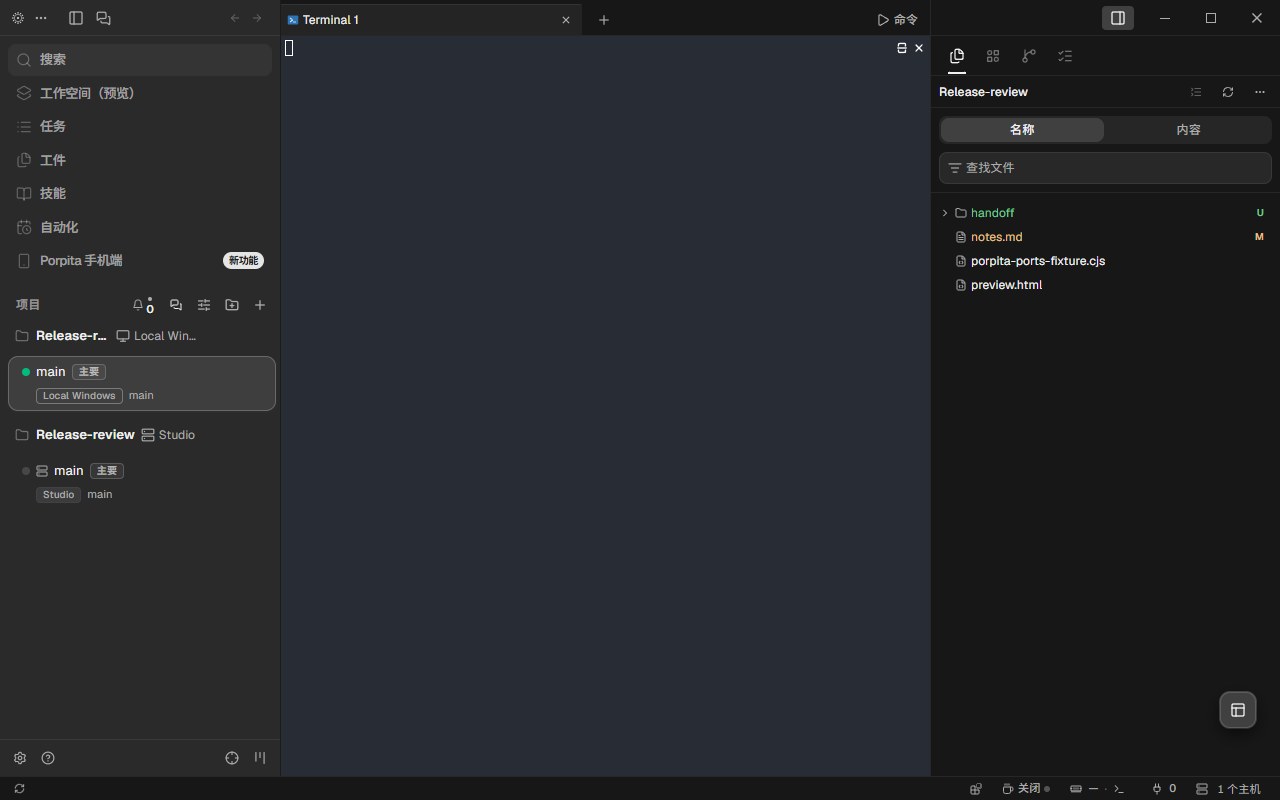 Terminal 1
命令
搜索
工作空间（预览）
任务
工件
技能
自动化
Porpita 手机端
新功能
项目
0
Release-r...
Local Win...
main
主要
Local Windows
main
Release-review
Studio
main
主要
Studio
main
Release-review
名称
内容
查找文件
handoff
U
notes.md
M
porpita-ports-fixture.cjs
preview.html
关闭
0
1 个主机